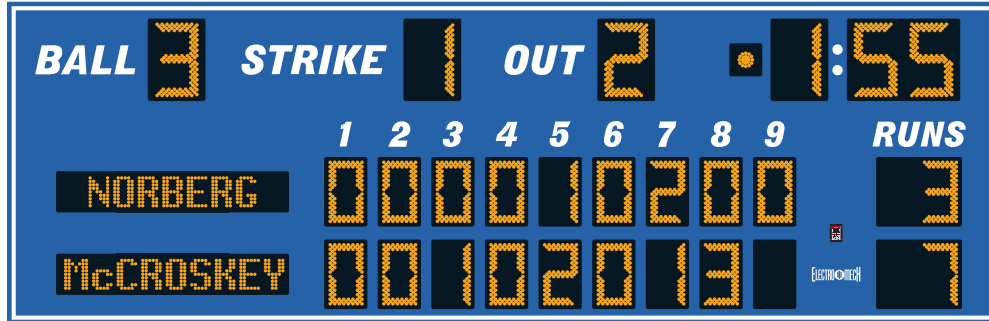 BALL 3 STRIKE 1 OUT 2 1:55
1 2 3 4 5 6 7 8 9 RUNS
NORBERG 0 0 0 0 1 0 2 0 0 3
McCROSKEY 0 0 1 0 2 0 1 3 7
ELECTRO-MECH